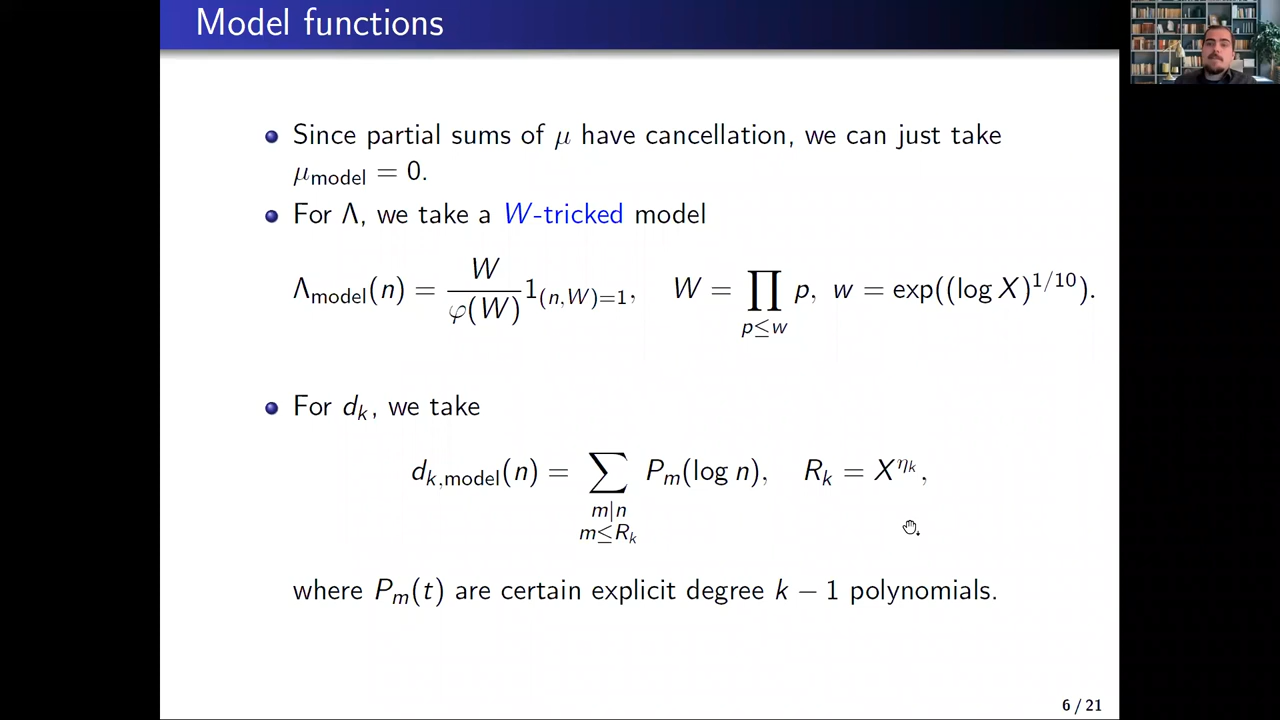 Model functions
Since partial sums of μ have cancellation, we can just take
μ_model = 0.
For Λ, we take a W-tricked model
Λ_model(n) = W/φ(W) 1_{(n,W)=1}, W = ∏_{p≤w} p, w = exp((log X)^{1/10}).
For d_k, we take
d_{k,model}(n) = ∑_{m|n, m≤R_k} P_m(log n), R_k = X^{η_k},
where P_m(t) are certain explicit degree k − 1 polynomials.
6 / 21